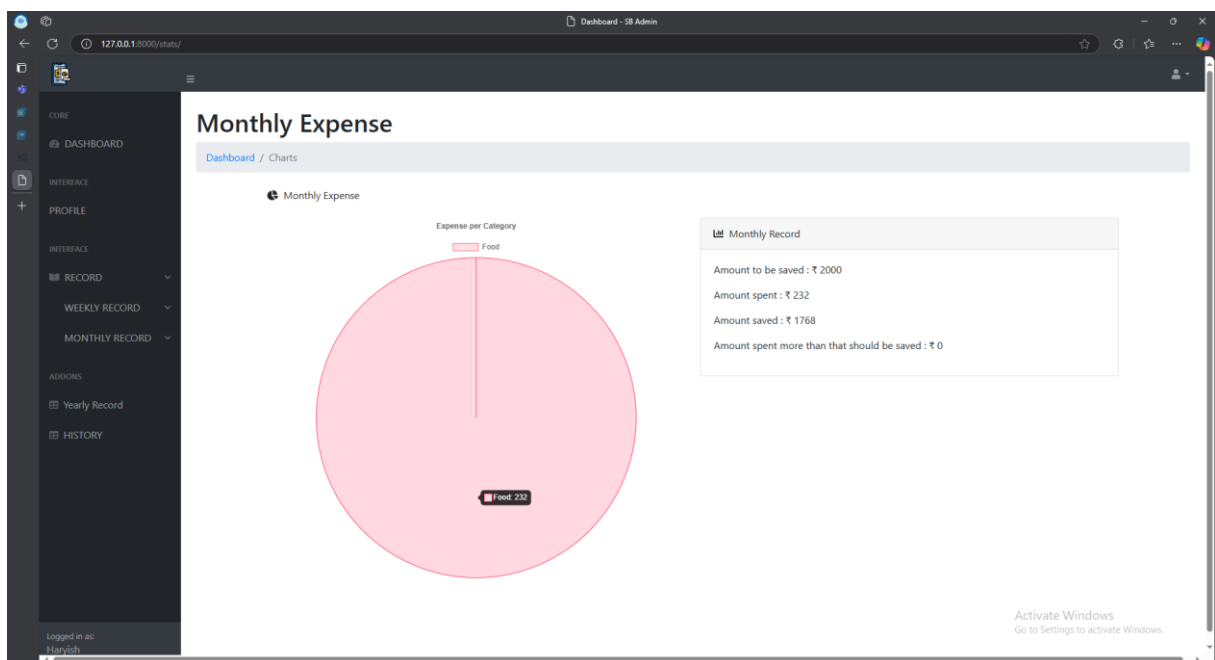 Dashboard - SB Admin
127.0.0.1:8000/stats/
CORE
DASHBOARD
INTERFACE
PROFILE
INTERFACE
RECORD
WEEKLY RECORD
MONTHLY RECORD
ADDONS
Yearly Record
HISTORY
Logged in as:
Haryish
Monthly Expense
Dashboard / Charts
Monthly Expense
Expense per Category
Food
Food: 232
Monthly Record
Amount to be saved : ₹ 2000
Amount spent : ₹ 232
Amount saved : ₹ 1768
Amount spent more than that should be saved : ₹ 0
Activate Windows
Go to Settings to activate Windows.